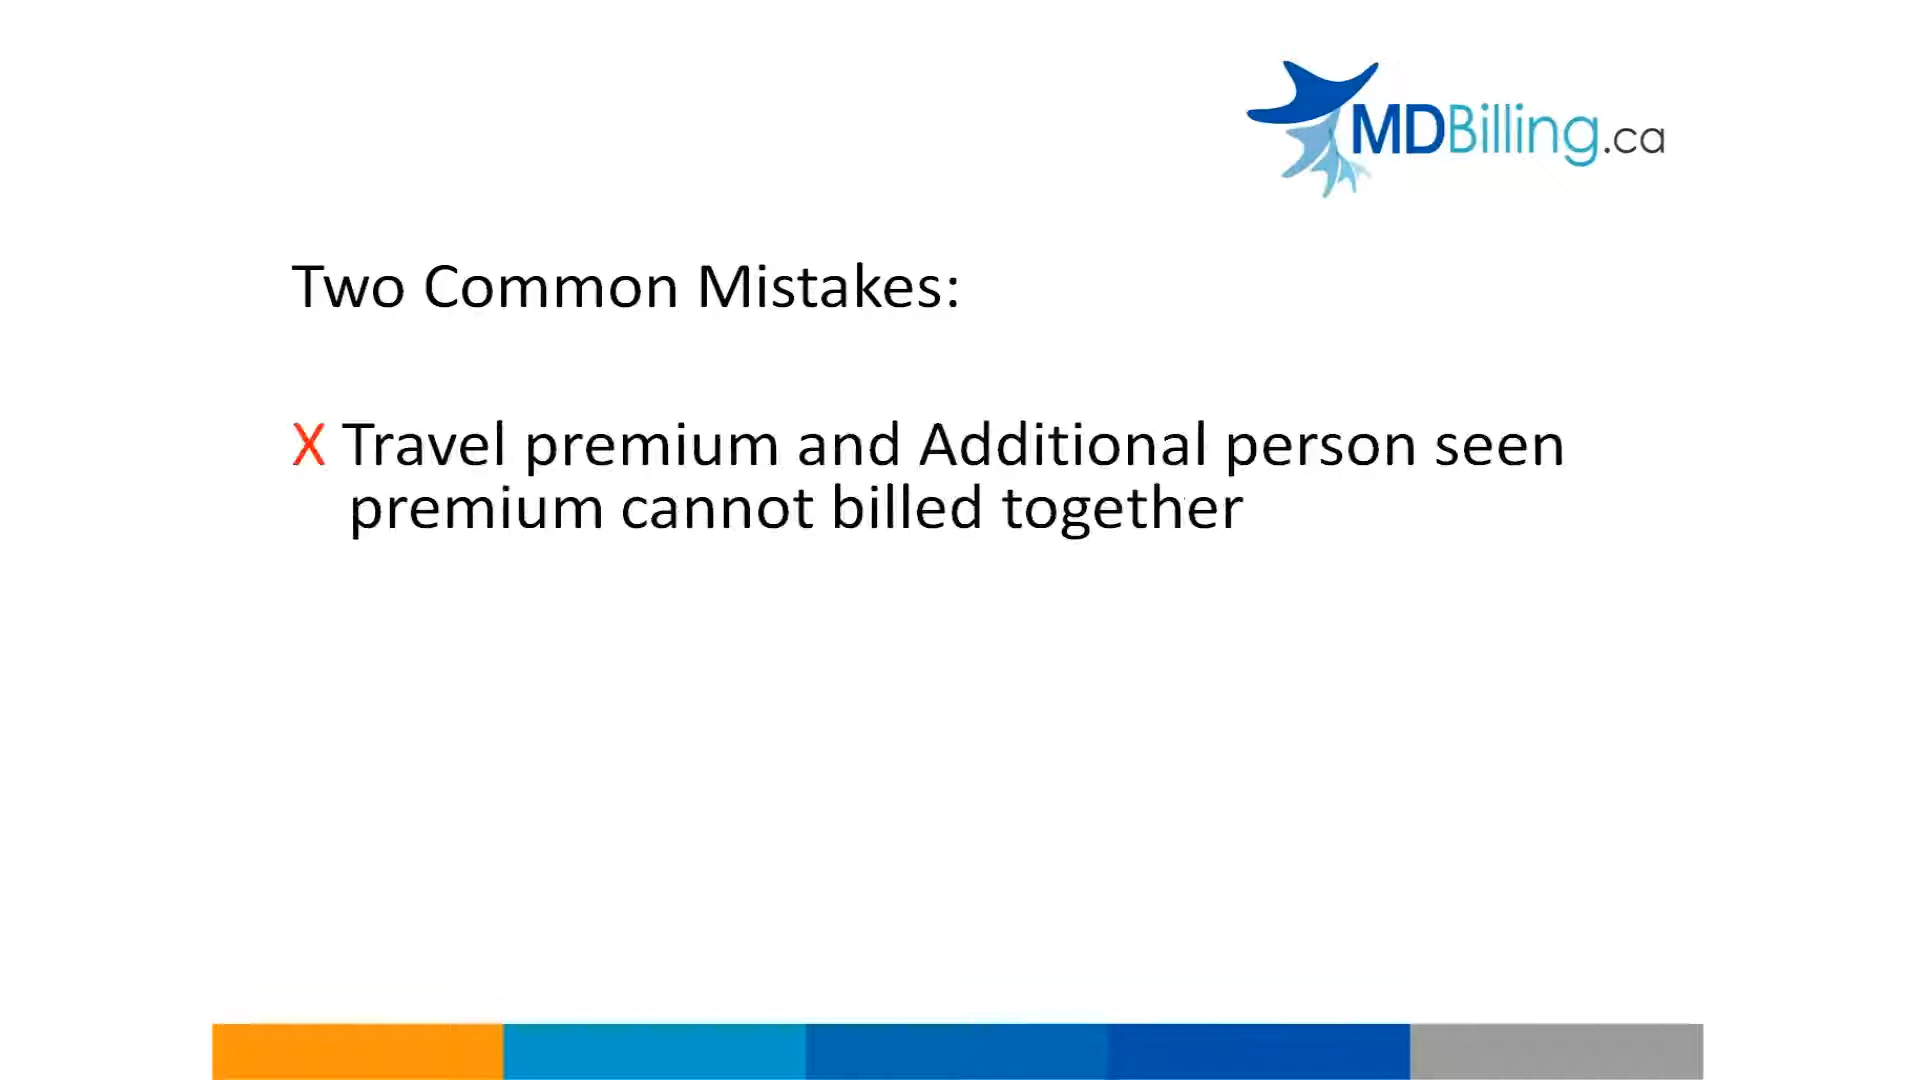 MDBilling.ca
Two Common Mistakes:
X Travel premium and Additional person seen
premium cannot billed together